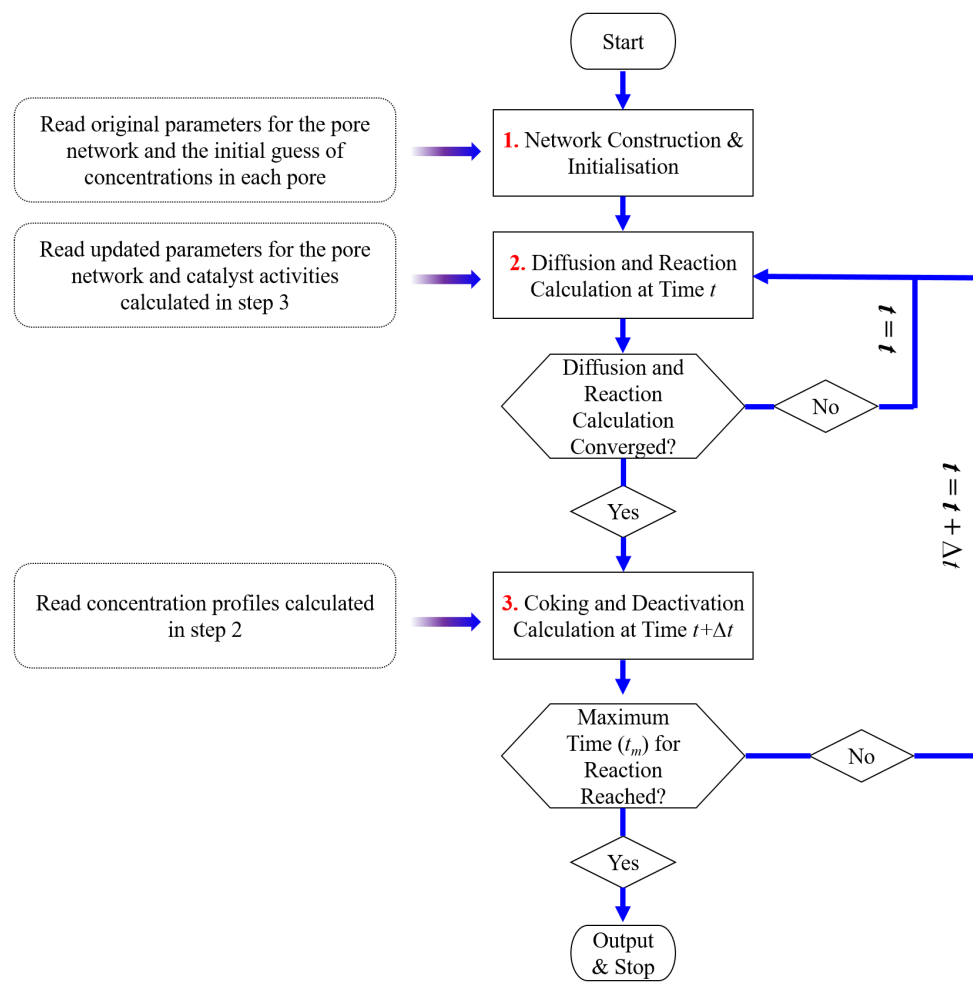 Start
Read original parameters for the pore
network and the initial guess of
concentrations in each pore
1. Network Construction &
Initialisation
Read updated parameters for the pore
network and catalyst activities
calculated in step 3
2. Diffusion and Reaction
Calculation at Time t
t = t
Diffusion and
Reaction
Calculation
Converged?
No
Yes
t = t + Δt
Read concentration profiles calculated
in step 2
3. Coking and Deactivation
Calculation at Time t+Δt
Maximum
Time (tm) for
Reaction
Reached?
No
Yes
Output
& Stop